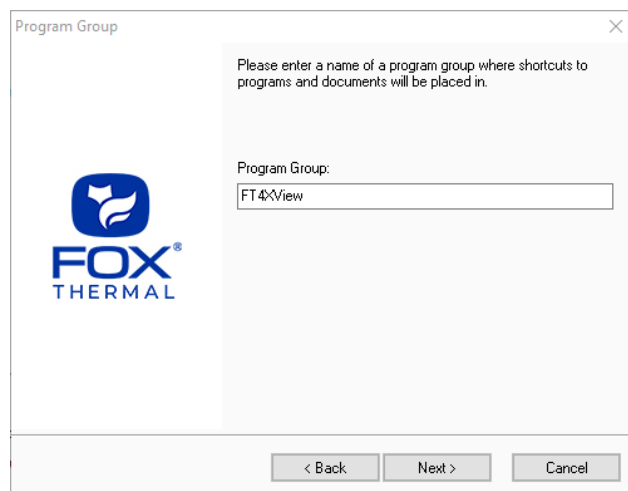 Program Group
Please enter a name of a program group where shortcuts to
programs and documents will be placed in.
Program Group:
FT4XView
FOX®
THERMAL
< Back
Next >
Cancel